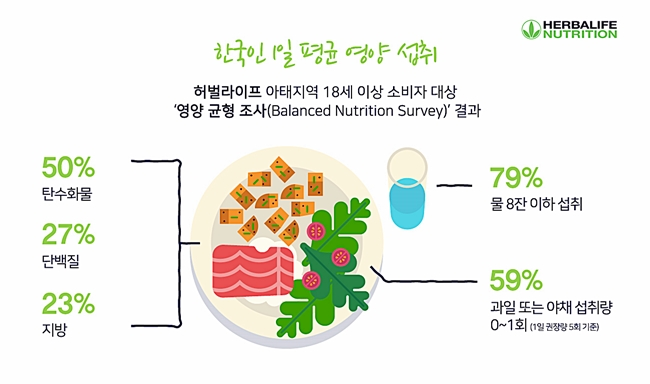 HERBALIFE
NUTRITION
한국인 1일 평균 영양 섭취
허벌라이프 아태지역 18세 이상 소비자 대상
‘영양 균형 조사(Balanced Nutrition Survey)’ 결과
50%
탄수화물
27%
단백질
23%
지방
79%
물 8잔 이하 섭취
59%
과일 또는 야채 섭취량
0~1회 (1일 권장량 5회 기준)